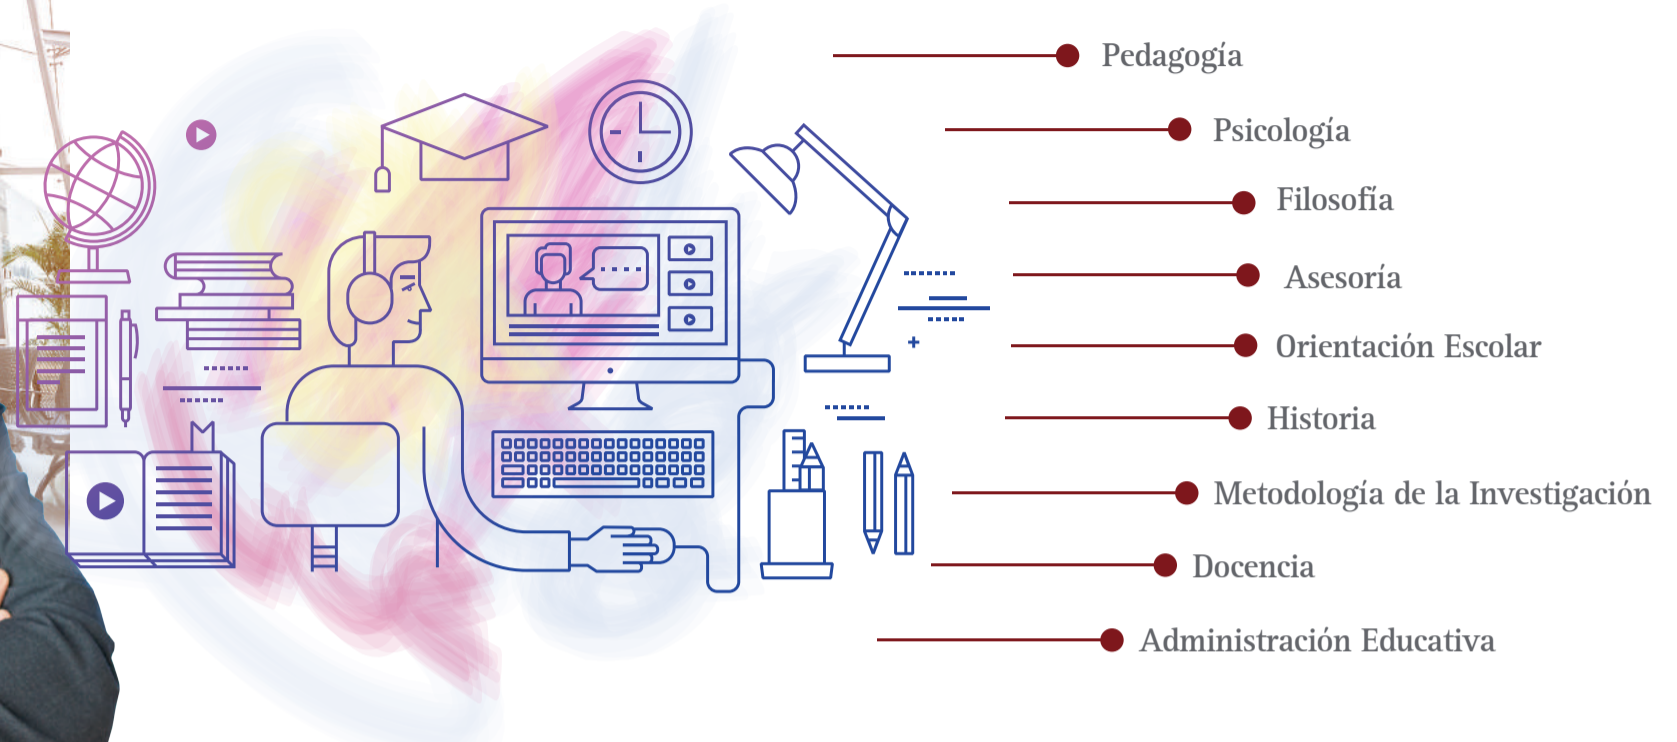 Pedagogía
Psicología
Filosofía
Asesoría
Orientación Escolar
Historia
Metodología de la Investigación
Docencia
Administración Educativa